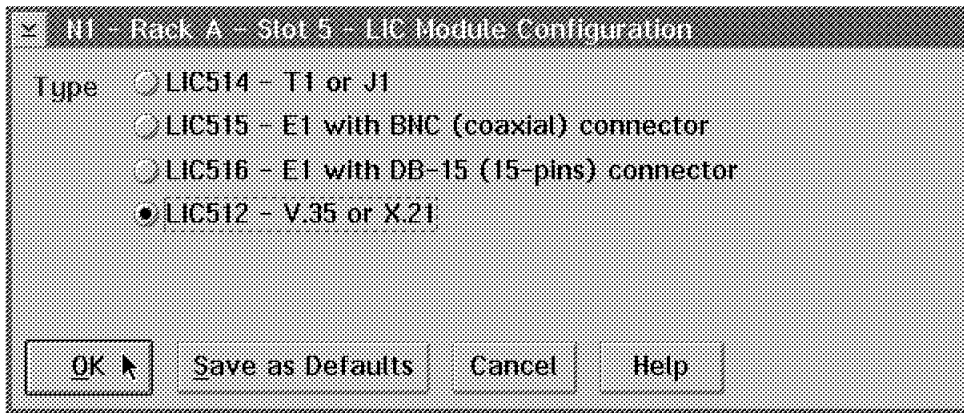 N1 - Rack A - Slot 5 - LIC Module Configuration
Type
LIC514 - T1 or J1
LIC515 - E1 with BNC (coaxial) connector
LIC516 - E1 with DB-15 (15-pins) connector
LIC512 - V.35 or X.21
OK Save as Defaults Cancel Help